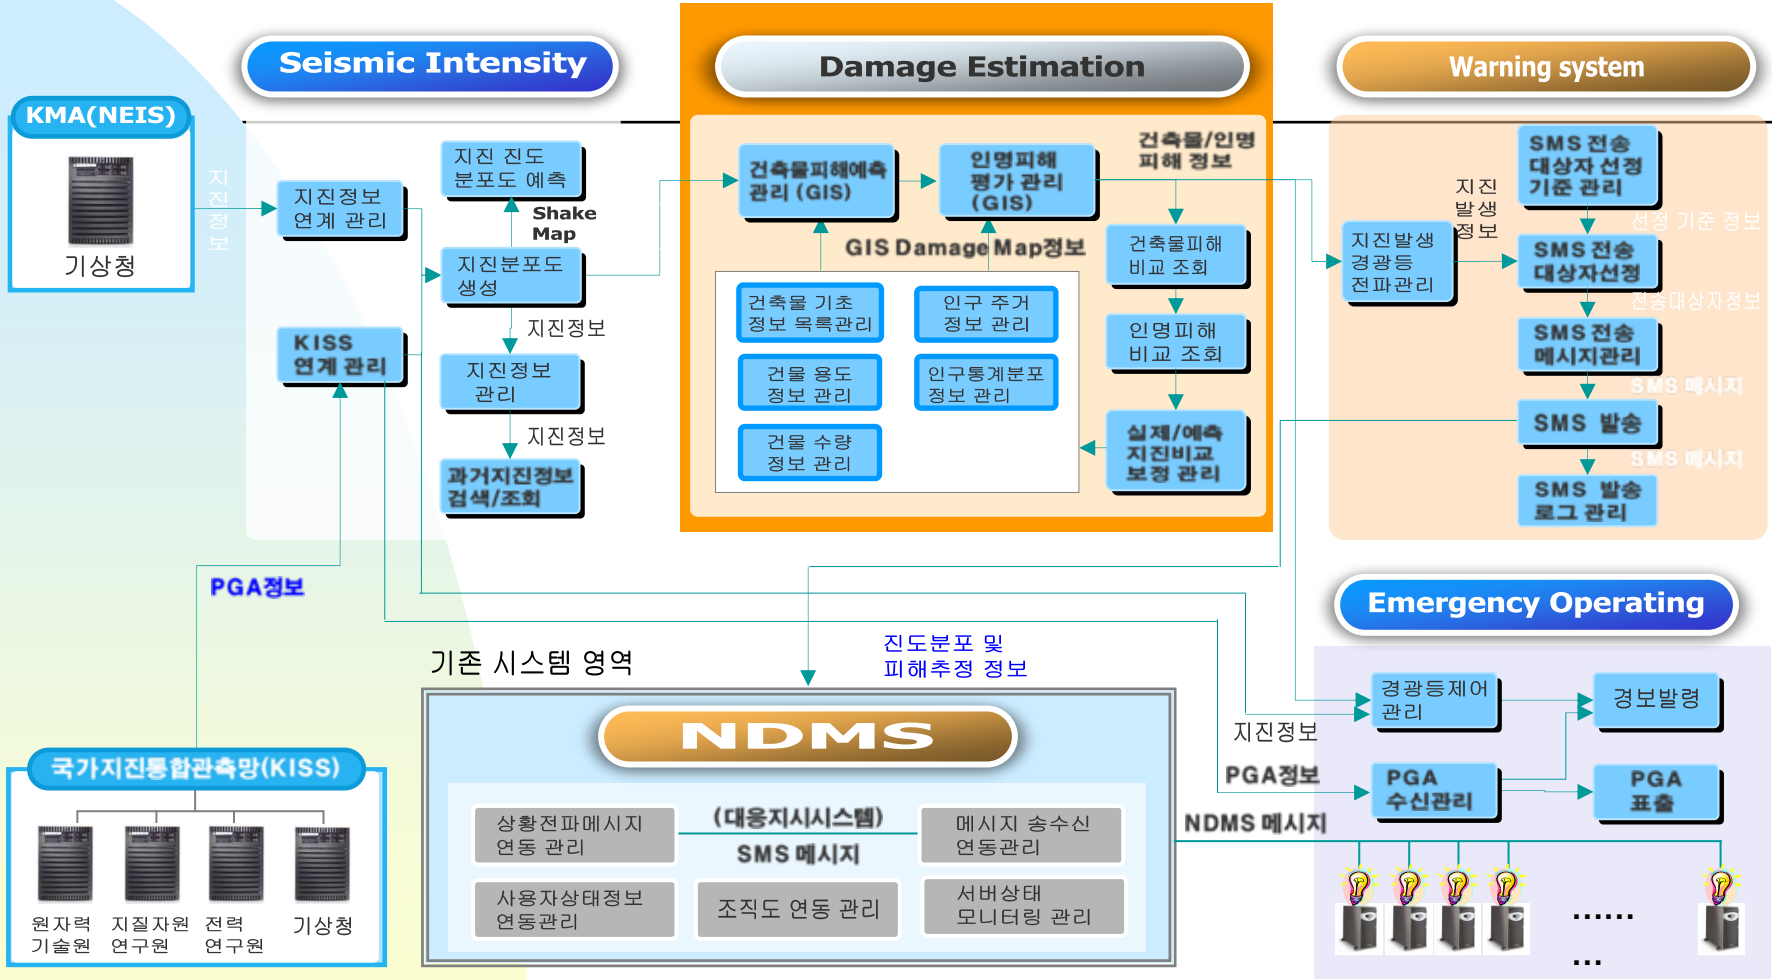 Seismic Intensity
Damage Estimation
Warning system
KMA(NEIS)
기상청
지
진
정
보
지진정보
연계 관리
KISS
연계 관리
지진 진도
분포도 예측
Shake
Map
지진분포도
생성
지진정보
지진정보
관리
지진정보
과거지진정보
검색/조회
건축물피해예측
관리 (GIS)
인명피해
평가 관리
(GIS)
건축물/인명
피해 정보
GIS Damage Map정보
건축물 기초
정보 목록관리
인구 주거
정보 관리
건물 용도
정보 관리
인구통계분포
정보 관리
건물 수량
정보 관리
건축물피해
비교 조회
인명피해
비교 조회
실제/예측
지진비교
보정 관리
지진발생
경광등
전파관리
지진
발생
정보
SMS 전송
대상자 선정
기준 관리
선정 기준 정보
SMS 전송
대상자선정
전송대상자정보
SMS 전송
메시지관리
SMS 메시지
SMS 발송
SMS 메시지
SMS 발송
로그 관리
PGA정보
국가지진통합관측망(KISS)
원자력
기술원
지질자원
연구원
전력
연구원
기상청
기존 시스템 영역
진도분포 및
피해추정 정보
NDMS
상황전파메시지
연동 관리
(대응지시시스템)
SMS 메시지
메시지 송수신
연동관리
사용자상태정보
연동관리
조직도 연동 관리
서버상태
모니터링 관리
Emergency Operating
경광등제어
관리
경보발령
지진정보
PGA정보
PGA
수신관리
PGA
표출
NDMS 메시지
......
...